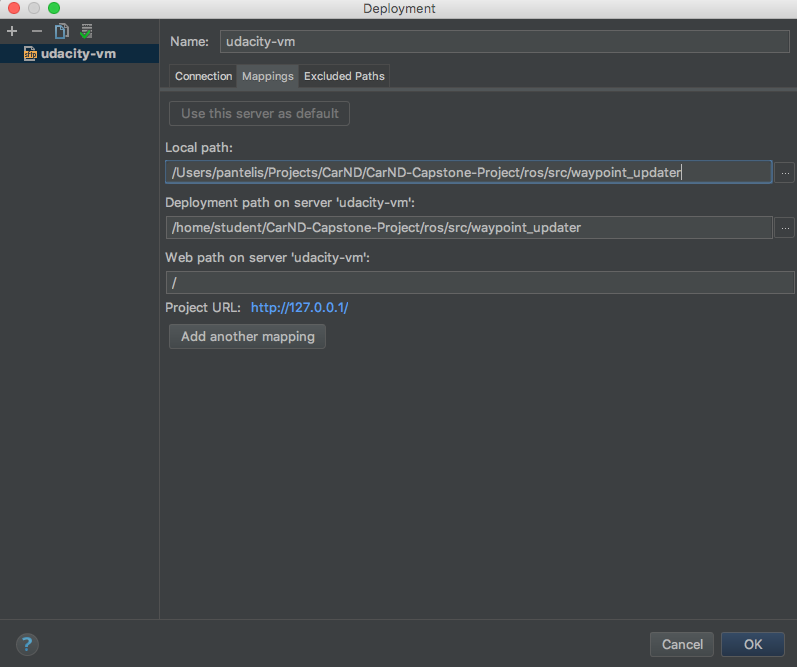 Deployment
udacity-vm
Name: udacity-vm
Connection Mappings Excluded Paths
Use this server as default
Local path:
/Users/pantelis/Projects/CarND/CarND-Capstone-Project/ros/src/waypoint_updater
...
Deployment path on server 'udacity-vm':
/home/student/CarND-Capstone-Project/ros/src/waypoint_updater
...
Web path on server 'udacity-vm':
/
Project URL: http://127.0.0.1/
Add another mapping
? Cancel OK